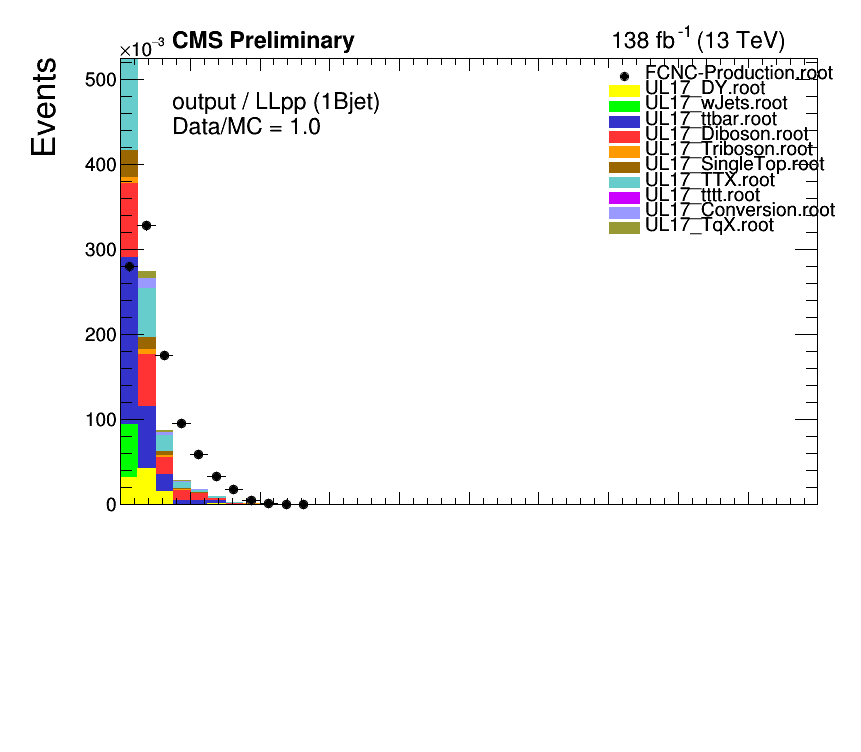 ×10⁻³ CMS Preliminary 138 fb⁻¹ (13 TeV)
Events
500
400
300
200
100
0
output / LLpp (1Bjet)
Data/MC = 1.0
FCNC-Production.root
UL17_DY.root
UL17_wJets.root
UL17_ttbar.root
UL17_Diboson.root
UL17_Triboson.root
UL17_SingleTop.root
UL17_TTX.root
UL17_tttt.root
UL17_Conversion.root
UL17_TqX.root